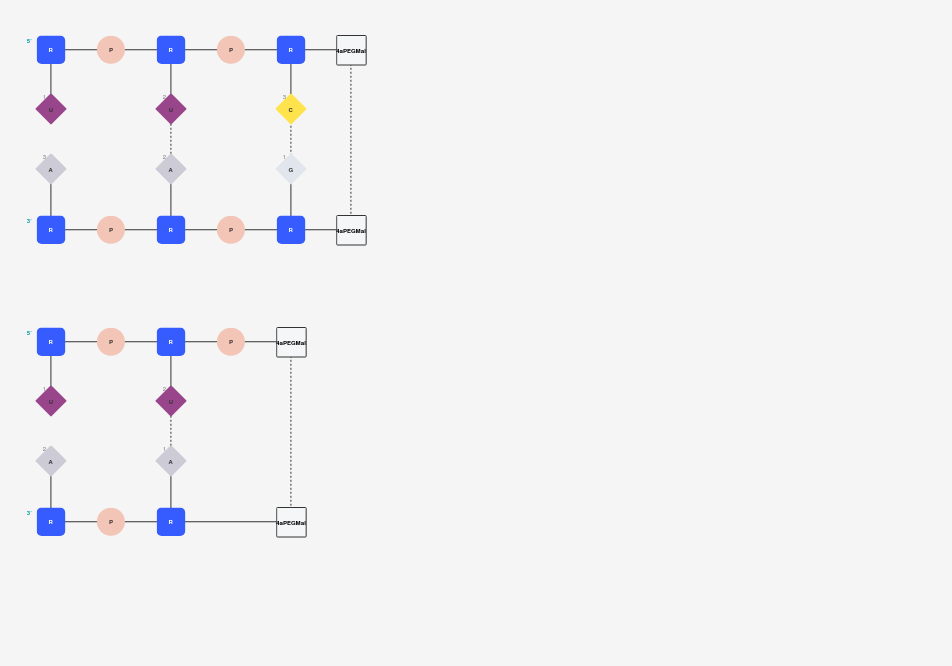 5' R P R P R 4aPEGMal
1 U 2 U 3 C
3 A 2 A 1 G
3' R P R P R 4aPEGMal
5' R P R P 4aPEGMal
1 U 2 U
2 A 1 A
3' R P R 4aPEGMal